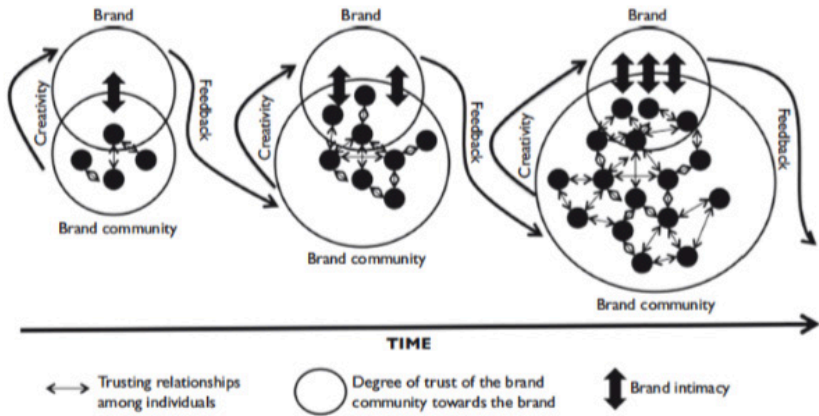 Brand
Creativity
Feedback
Brand community
Brand
Creativity
Feedback
Brand community
Brand
Creativity
Feedback
Brand community
TIME
Trusting relationships
among individuals
Degree of trust of the brand
community towards the brand
Brand intimacy